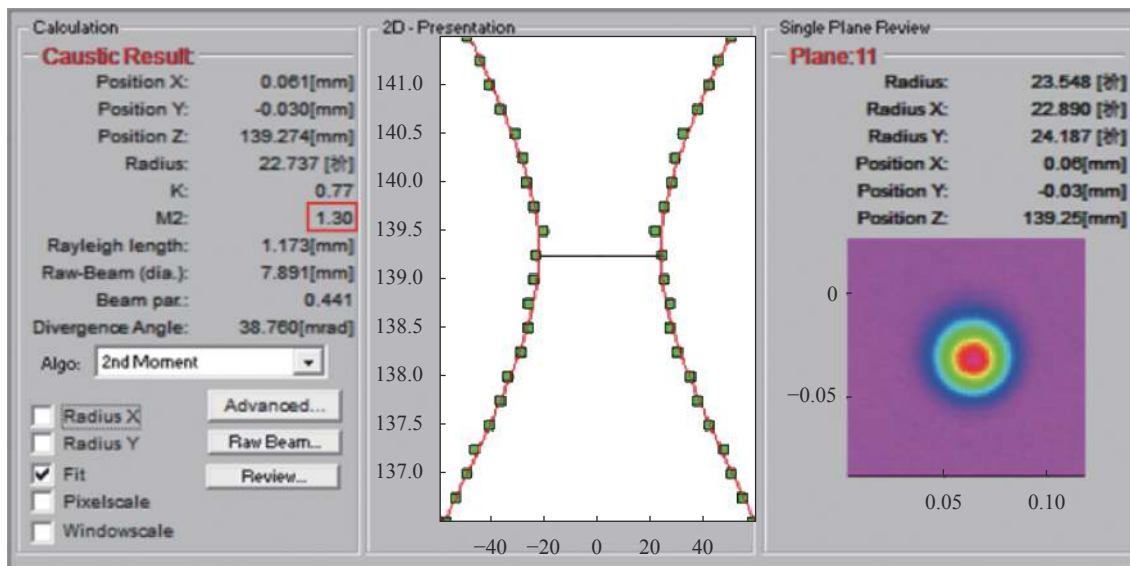 Calculation
Caustic Result:
Position X: 0.061[mm]
Position Y: -0.030[mm]
Position Z: 139.274[mm]
Radius: 22.737
K: 0.77
M2: 1.30
Rayleigh length: 1.173[mm]
Raw-Beam (dia.): 7.891[mm]
Beam par.: 0.441
Divergence Angle: 38.760[mrad]
Algo: 2nd Moment
Radius X
Radius Y
Fit
Pixelscale
Windowscale
Advanced...
Raw Beam...
Review...
2D - Presentation
141.0
140.5
140.0
139.5
139.0
138.5
138.0
137.5
137.0
−40 −20 0 20 40
Single Plane Review
Plane:11
Radius: 23.548
Radius X: 22.890
Radius Y: 24.187
Position X: 0.06[mm]
Position Y: -0.03[mm]
Position Z: 139.25[mm]
0
−0.05
0.05 0.10